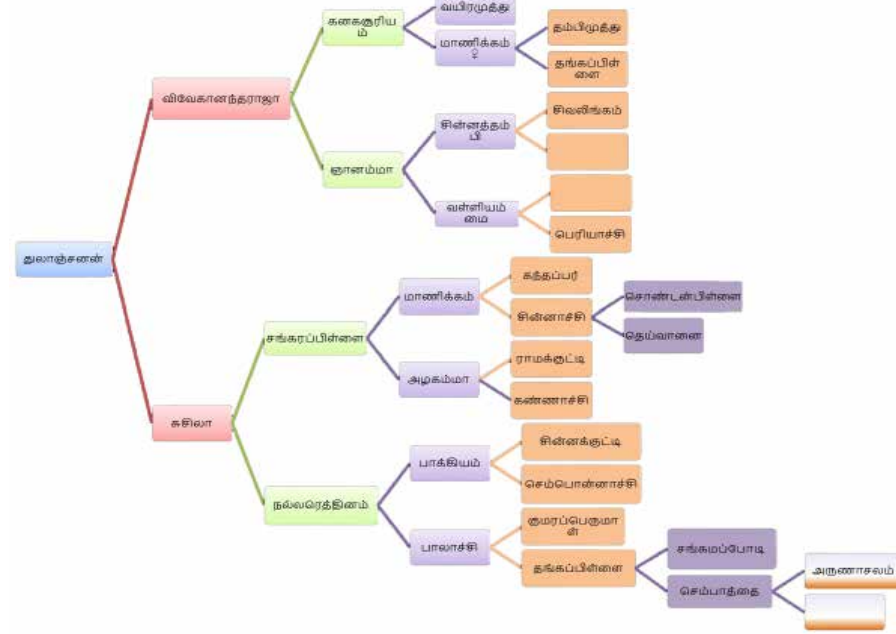 வயிரமுத்து
கனகசூரிய
ம்
மாணிக்கம்
♀
தம்பிமுத்து
தங்கப்பிள்
ளை
விவேகானந்தராஜா
சிவலிங்கம்
சின்னத்தம்
பி
ஞானம்மா
வள்ளியம்
மை
பெரியாச்சி
துலாஞ்சனன்
கந்தப்பர்
மாணிக்கம்
சின்னாச்சி
சொண்டன்பிள்ளை
தெய்வானை
சங்கரப்பிள்ளை
ராமக்குட்டி
அழகம்மா
கண்ணாச்சி
சுசிலா
சின்னக்குட்டி
பாக்கியம்
செம்பொன்னாச்சி
நல்லரெத்தினம்
குமரப்பெருமா
ள்
பாலாச்சி
தங்கப்பிள்ளை
சங்கமப்போடி
செம்பாத்தை
அருணாசலம்